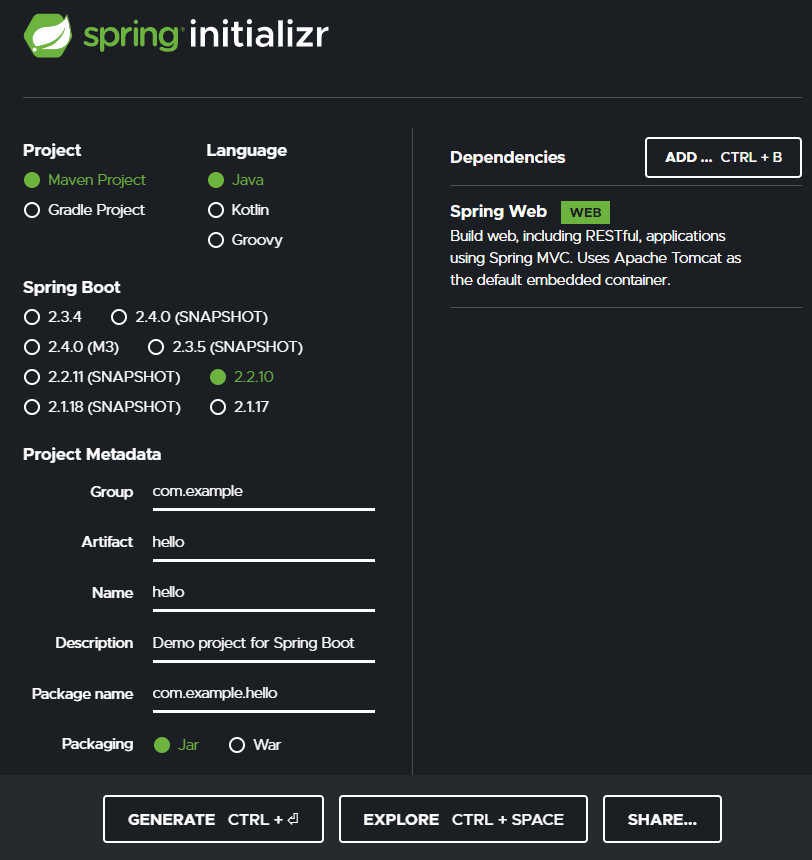 spring initializr
Project
Maven Project
Gradle Project
Language
Java
Kotlin
Groovy
Spring Boot
2.3.4 2.4.0 (SNAPSHOT)
2.4.0 (M3) 2.3.5 (SNAPSHOT)
2.2.11 (SNAPSHOT) 2.2.10
2.1.18 (SNAPSHOT) 2.1.17
Project Metadata
Group com.example
Artifact hello
Name hello
Description Demo project for Spring Boot
Package name com.example.hello
Packaging Jar War
Dependencies ADD ... CTRL + B
Spring Web WEB
Build web, including RESTful, applications
using Spring MVC. Uses Apache Tomcat as
the default embedded container.
GENERATE CTRL + ⏎ EXPLORE CTRL + SPACE SHARE...